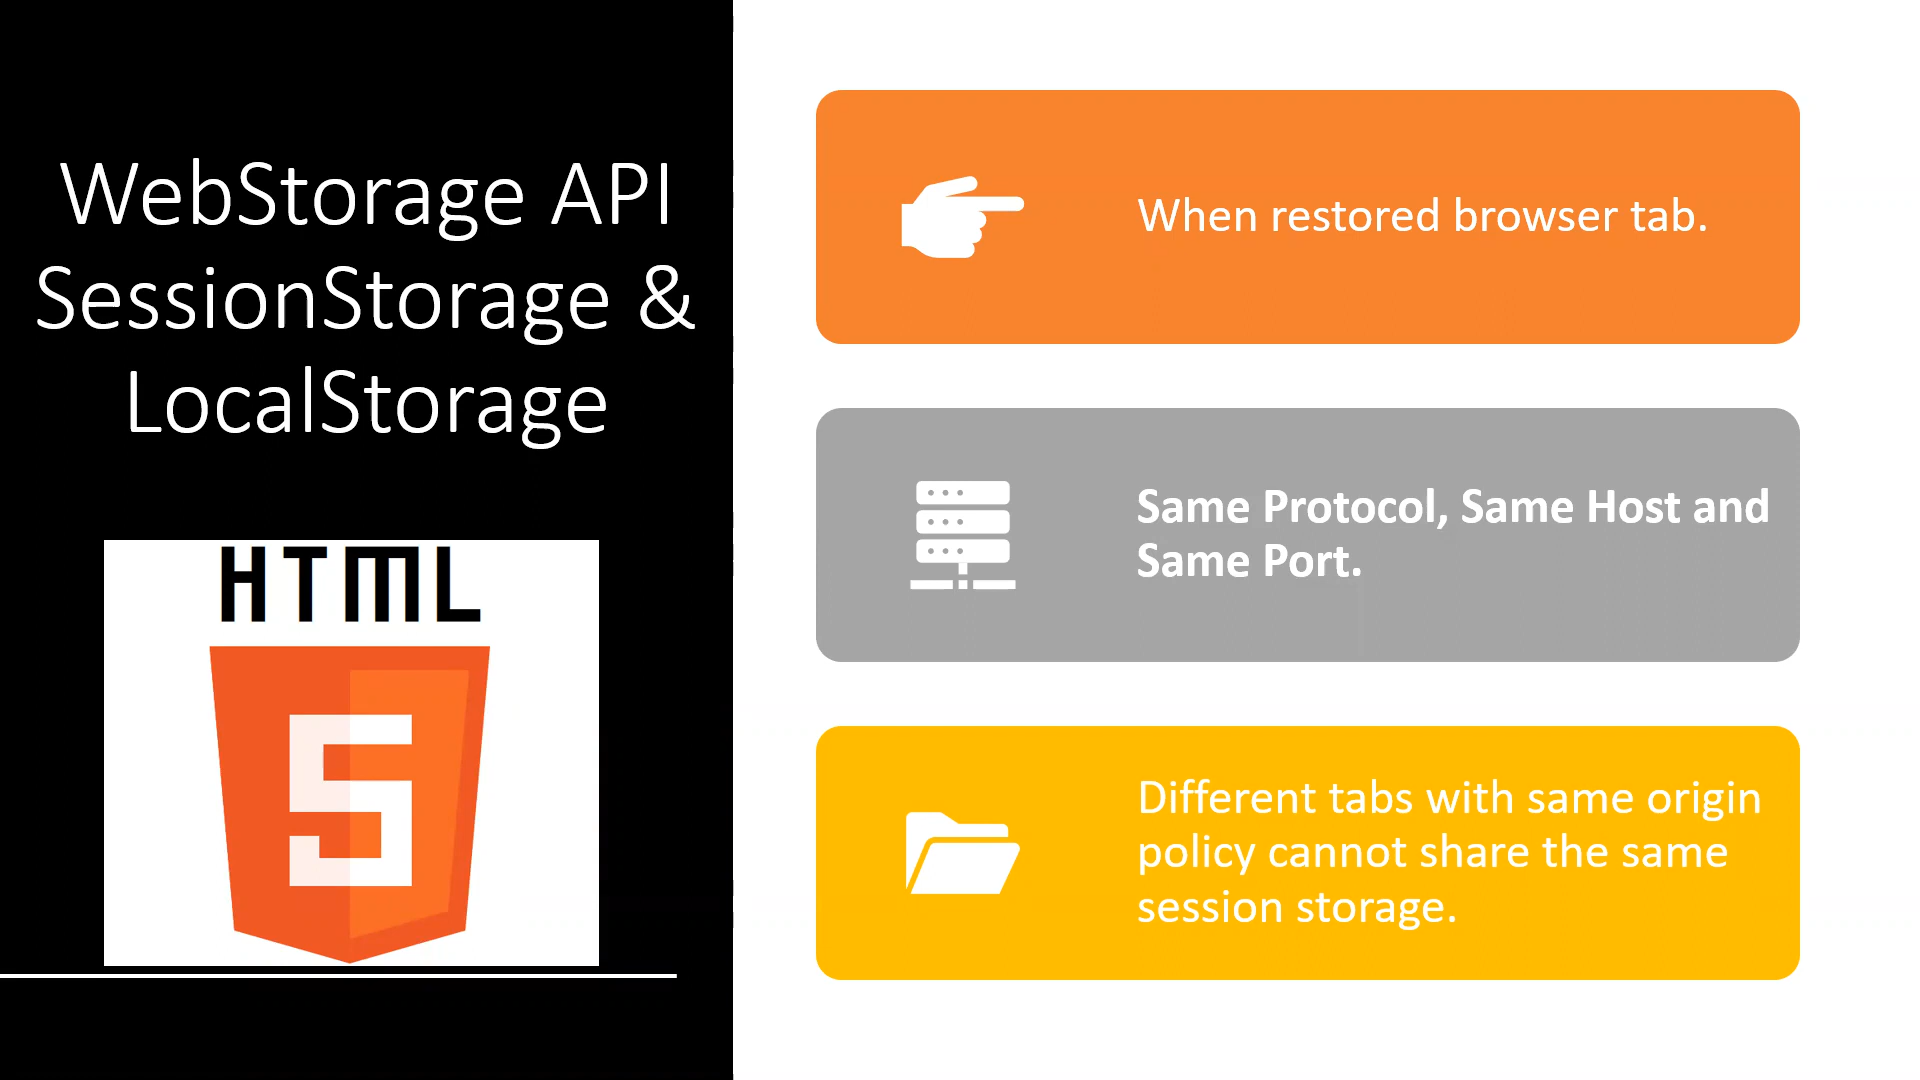 WebStorage API
SessionStorage &
LocalStorage
HTML
5
When restored browser tab.
Same Protocol, Same Host and
Same Port.
Different tabs with same origin
policy cannot share the same
session storage.